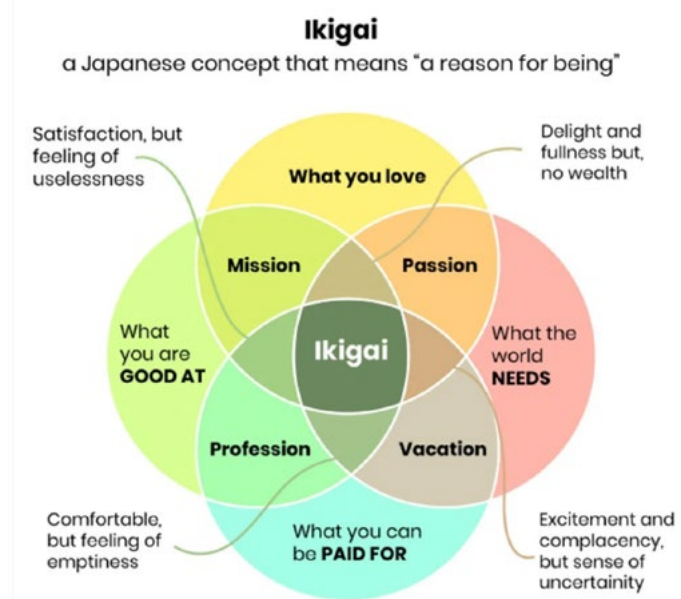 Ikigai
a Japanese concept that means “a reason for being”
Satisfaction, but
feeling of
uselessness
Delight and
fullness but,
no wealth
What you love
Mission
Passion
What
you are
GOOD AT
Ikigai
What the
world
NEEDS
Profession
Vacation
Comfortable,
but feeling of
emptiness
What you can
be PAID FOR
Excitement and
complacency,
but sense of
uncertainity